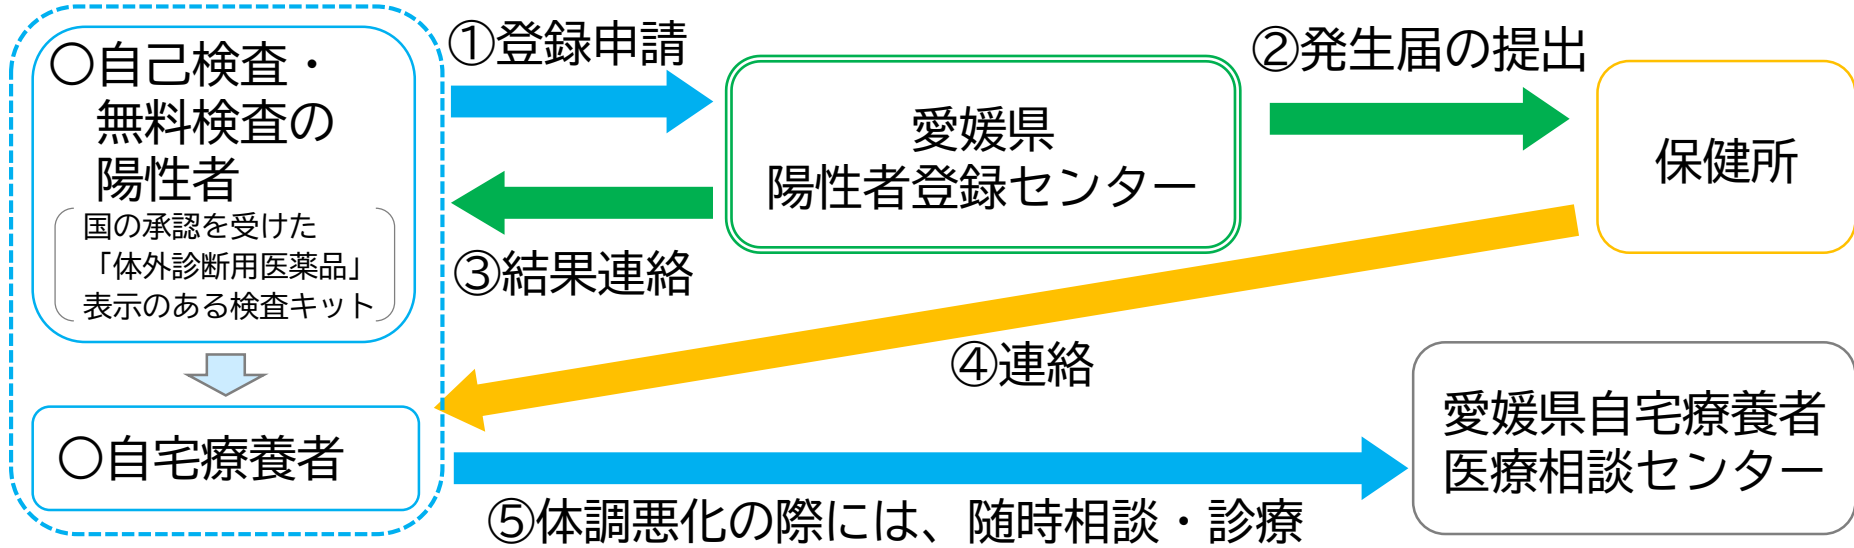 〇自己検査・
無料検査の
陽性者
国の承認を受けた
「体外診断用医薬品」
表示のある検査キット
〇自宅療養者
①登録申請
愛媛県
陽性者登録センター
②発生届の提出
保健所
③結果連絡
④連絡
愛媛県自宅療養者
医療相談センター
⑤体調悪化の際には、随時相談・診療